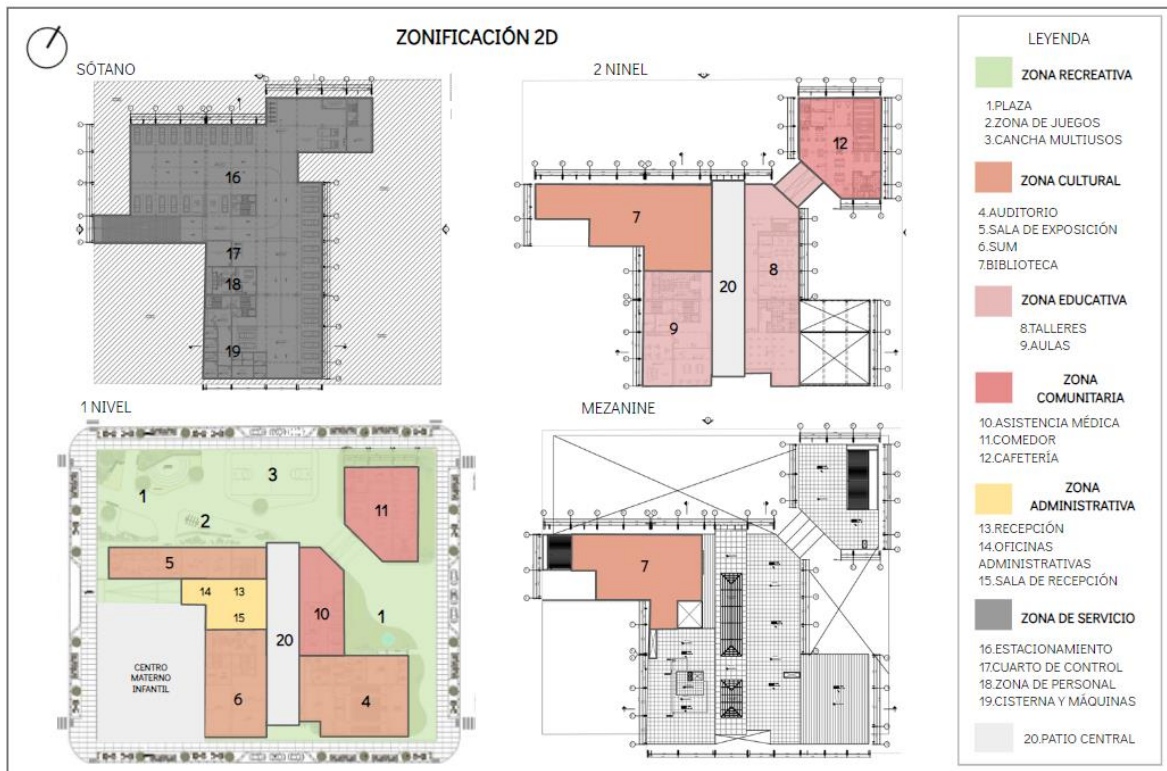 ZONIFICACIÓN 2D
SÓTANO
16
17
18
19
2 NINEL
12
7
8
20
9
1 NIVEL
1
3
2
11
5
14
13
15
10
20
1
CENTRO
MATERNO
INFANTIL
6
4
MEZANINE
7
LEYENDA
ZONA RECREATIVA
1.PLAZA
2.ZONA DE JUEGOS
3.CANCHA MULTIUSOS
ZONA CULTURAL
4.AUDITORIO
5.SALA DE EXPOSICIÓN
6.SUM
7.BIBLIOTECA
ZONA EDUCATIVA
8.TALLERES
9.AULAS
ZONA
COMUNITARIA
10.ASISTENCIA MÉDICA
11.COMEDOR
12.CAFETERÍA
ZONA
ADMINISTRATIVA
13.RECEPCIÓN
14.OFICINAS
ADMINISTRATIVAS
15.SALA DE RECEPCIÓN
ZONA DE SERVICIO
16.ESTACIONAMIENTO
17.CUARTO DE CONTROL
18.ZONA DE PERSONAL
19.CISTERNA Y MÁQUINAS
20.PATIO CENTRAL